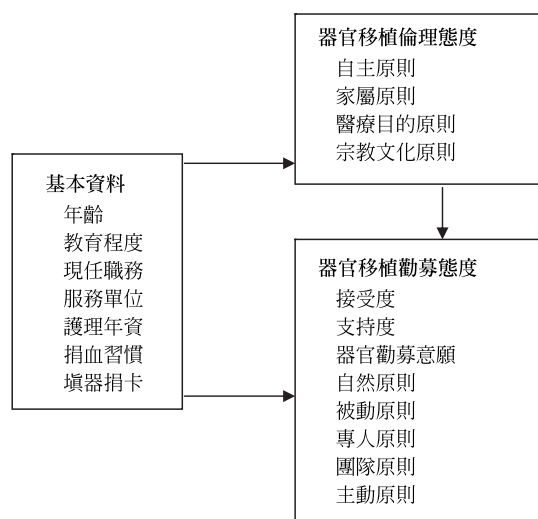 器官移植倫理態度
自主原則
家屬原則
醫療目的原則
宗教文化原則
基本資料
年齡
教育程度
現任職務
服務單位
護理年資
捐血習慣
填器捐卡
器官移植勸募態度
接受度
支持度
器官勸募意願
自然原則
被動原則
專人原則
團隊原則
主動原則